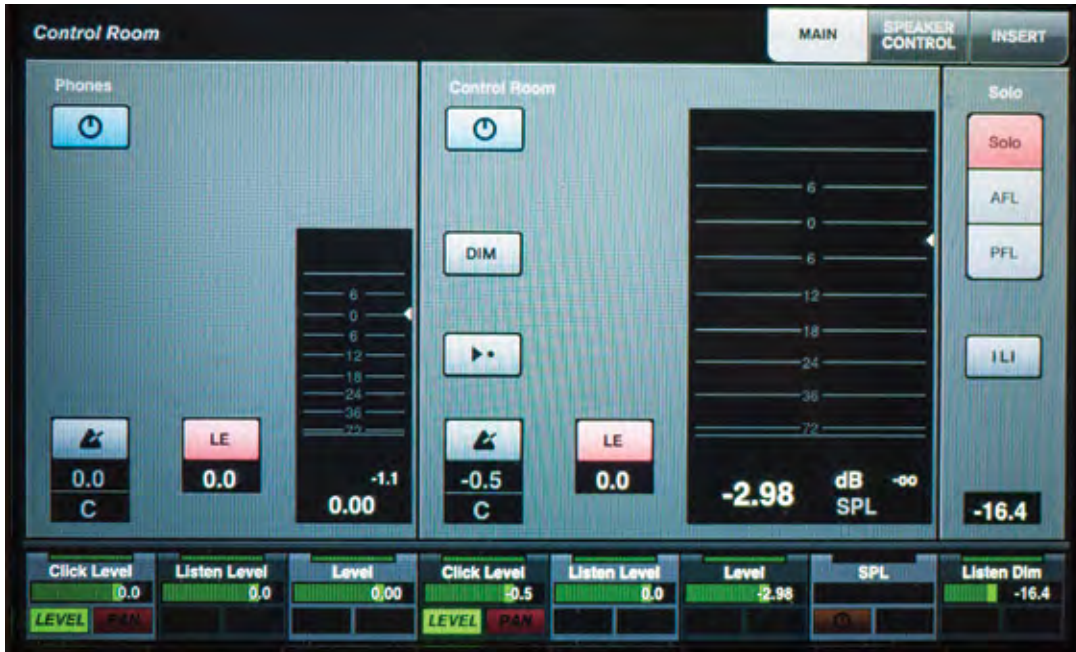 Control Room
MAIN
SPEAKER
CONTROL
INSERT
Phones
6
0
6
12
18
24
36
72
LE
0.0
C
0.0
-1.1
0.00
Control Room
DIM
6
0
6
12
18
24
36
72
LE
-0.5
C
0.0
-2.98
dB
SPL
-∞
Solo
Solo
AFL
PFL
ILI
-16.4
Click Level
0.0
LEVEL PAN
Listen Level
0.0
Level
0.00
Click Level
-0.5
LEVEL PAN
Listen Level
0.0
Level
-2.98
SPL
Listen Dim
-16.4